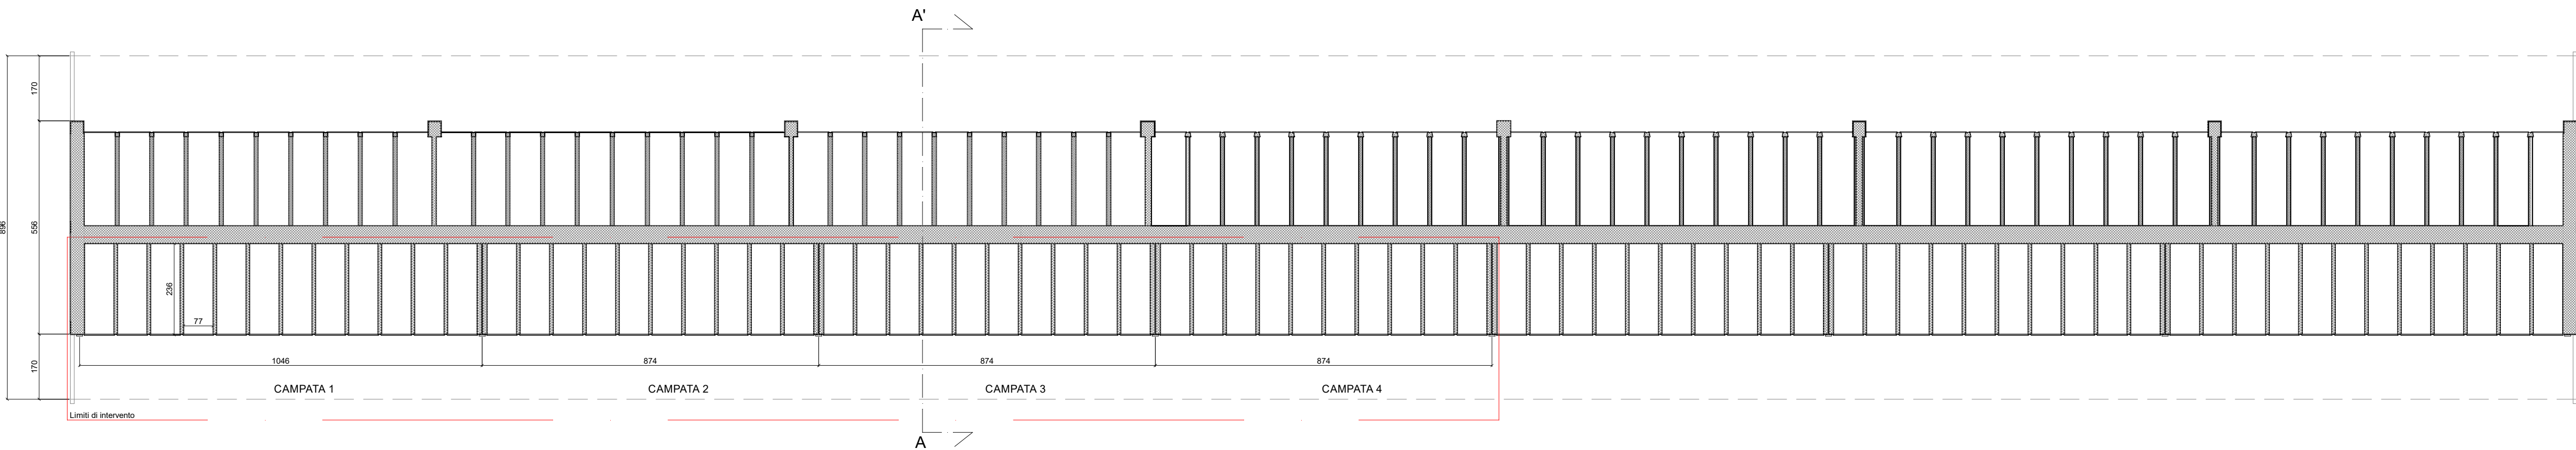 A'
170
896
556
236
77
170
1046
874
874
874
CAMPATA 1
CAMPATA 2
CAMPATA 3
CAMPATA 4
Limiti di intervento
A